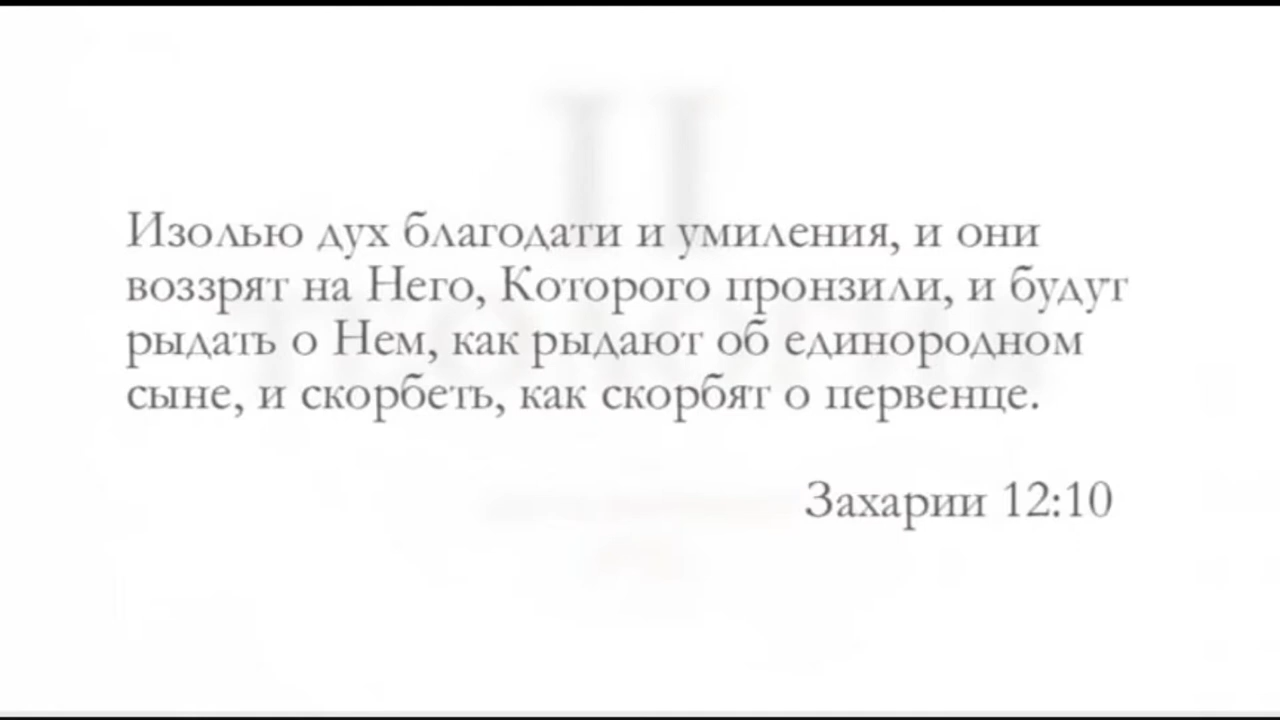 Изолью дух благодати и умиления, и они
воззрят на Него, Которого пронзили, и будут
рыдать о Нем, как рыдают об единородном
сыне, и скорбеть, как скорбят о первенце.
Захарии 12:10